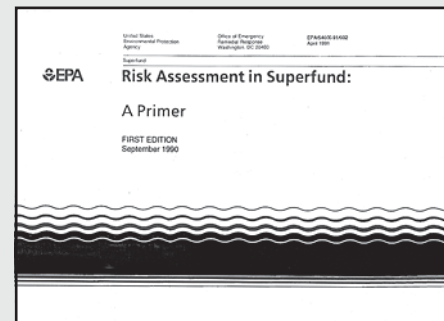 United States
Environmental Protection
Agency
Office of Emergency
Remedial Response
Washington, DC 20460
April 1991
Superfund
EPA
Risk Assessment in Superfund:
A Primer
FIRST EDITION
September 1990